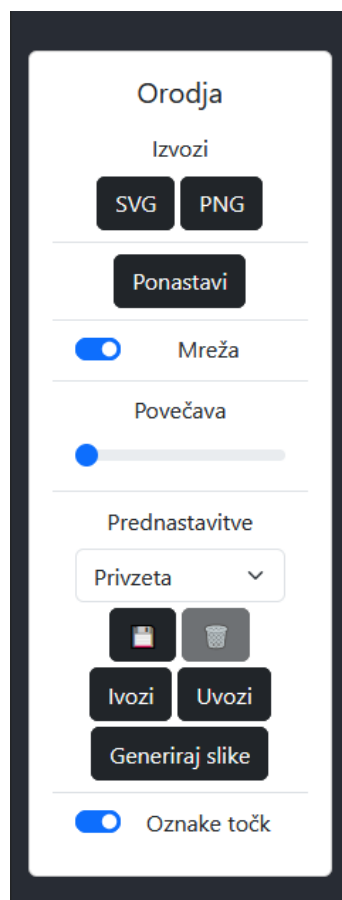 Orodja
Izvozi
SVG PNG
Ponastavi
Mreža
Povečava
Prednastavitve
Privzeta
Ivozi Uvozi
Generiraj slike
Oznake točk